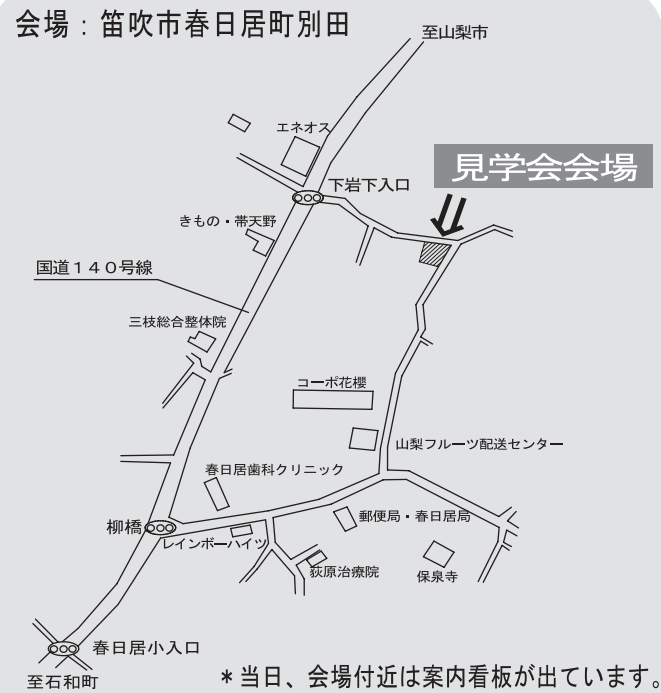 会場：笛吹市春日居町別田
至山梨市
エネオス
見学会会場
下岩下入口
きもの・帯天野
国道１４０号線
三枝総合整体院
コーポ花櫻
山梨フルーツ配送センター
春日居歯科クリニック
郵便局・春日居局
柳橋
レインボーハイツ
荻原治療院
保泉寺
春日居小入口
至石和町
＊当日、会場付近は案内看板が出ています。